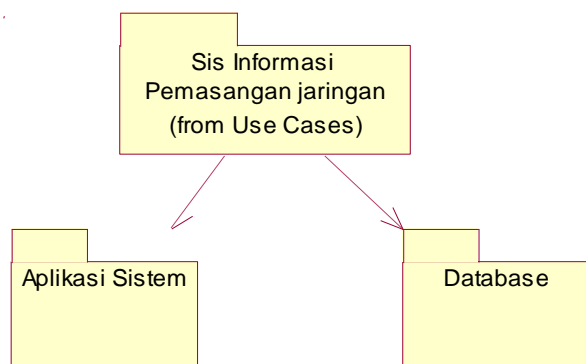 Sis Informasi
Pemasangan jaringan
(from Use Cases)
Aplikasi Sistem
Database